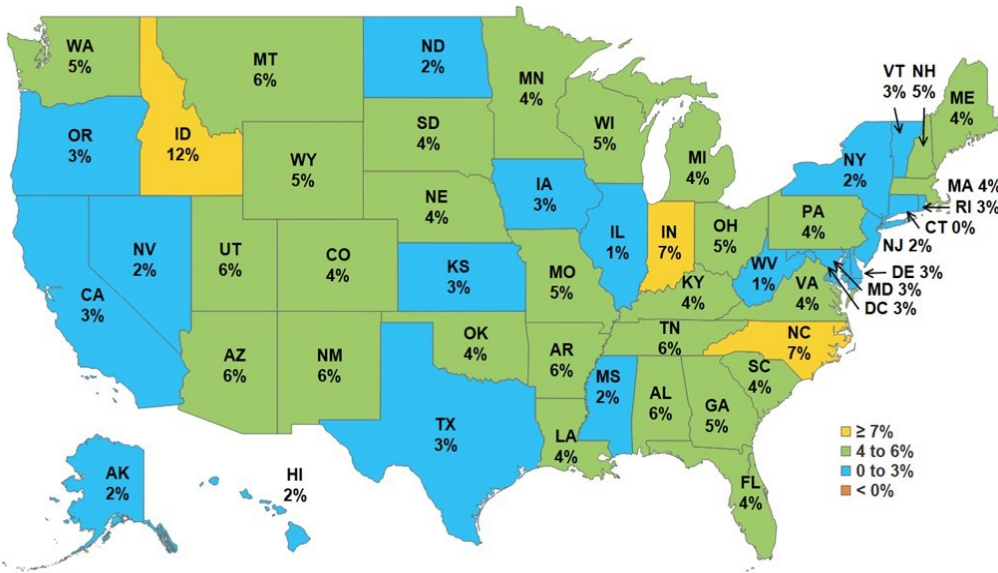 WA
5%
MT
6%
ND
2%
MN
4%
VT
3%
NH
5%
ME
4%
OR
3%
ID
12%
WY
5%
SD
4%
WI
5%
MI
4%
NY
2%
MA 4%
RI 3%
CT 0%
NJ 2%
DE 3%
MD 3%
DC 3%
NV
2%
UT
6%
CO
4%
NE
4%
IA
3%
IL
1%
IN
7%
OH
5%
PA
4%
WV
1%
VA
4%
CA
3%
KS
3%
MO
5%
KY
4%
AZ
6%
NM
6%
OK
4%
AR
6%
TN
6%
NC
7%
SC
4%
TX
3%
LA
4%
MS
2%
AL
6%
GA
5%
FL
4%
AK
2%
HI
2%
≥ 7%
4 to 6%
0 to 3%
< 0%